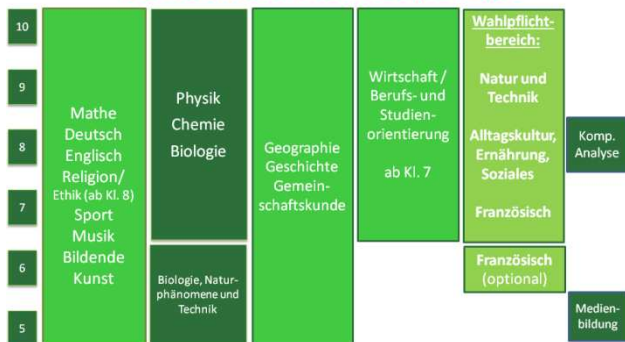 10
9
8
7
6
5
Mathe
Deutsch
Englisch
Religion/
Ethik (ab Kl. 8)
Sport
Musik
Bildende
Kunst
Physik
Chemie
Biologie
Biologie, Natur-
phänomene und
Technik
Geographie
Geschichte
Gemein-
schaftskunde
Wirtschaft /
Berufs- und
Studien-
orientierung
ab Kl. 7
Wahlpflicht-
bereich:
Natur und
Technik
Alltagskultur,
Ernährung,
Soziales
Französisch
Französisch
(optional)
Komp.
Analyse
Medien-
bildung